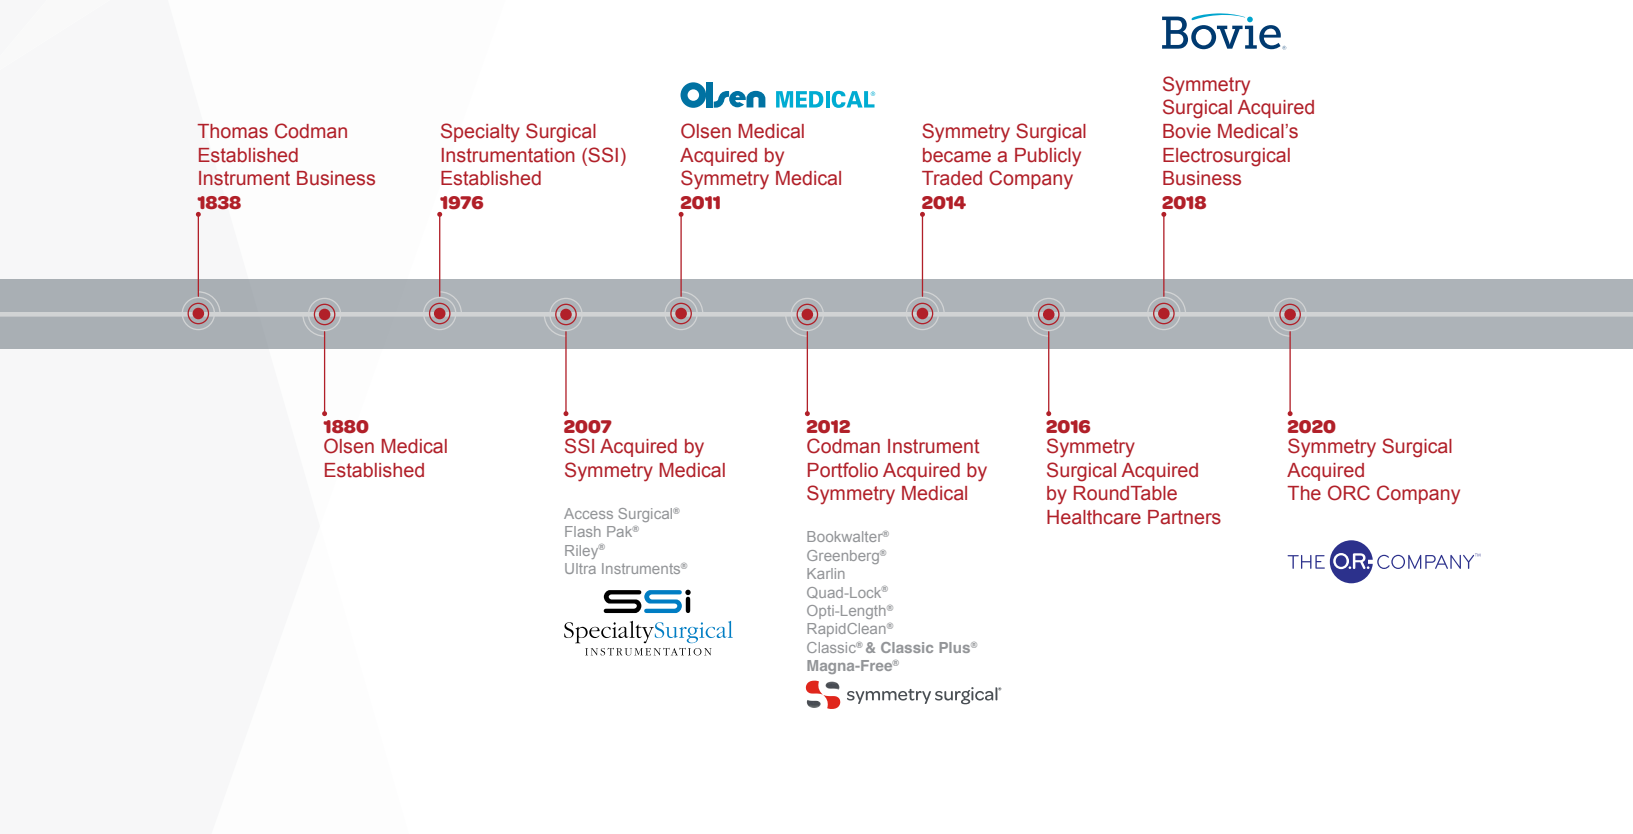 Bovie®
Symmetry
Surgical Acquired
Bovie Medical's
Electrosurgical
Business
2018
Olsen MEDICAL®
Olsen Medical
Acquired by
Symmetry Medical
2011
Thomas Codman
Established
Instrument Business
1838
Specialty Surgical
Instrumentation (SSI)
Established
1976
Symmetry Surgical
became a Publicly
Traded Company
2014
1880
Olsen Medical
Established
2007
SSI Acquired by
Symmetry Medical
Access Surgical®
Flash Pak®
Riley®
Ultra Instruments®
SSi
SpecialtySurgical
INSTRUMENTATION
2012
Codman Instrument
Portfolio Acquired by
Symmetry Medical
Bookwalter®
Greenberg®
Karlin
Quad-Lock®
Opti-Length®
RapidClean®
Classic® & Classic Plus®
Magna-Free®
symmetry surgical®
2016
Symmetry
Surgical Acquired
by RoundTable
Healthcare Partners
2020
Symmetry Surgical
Acquired
The ORC Company
THE O.R. COMPANY™